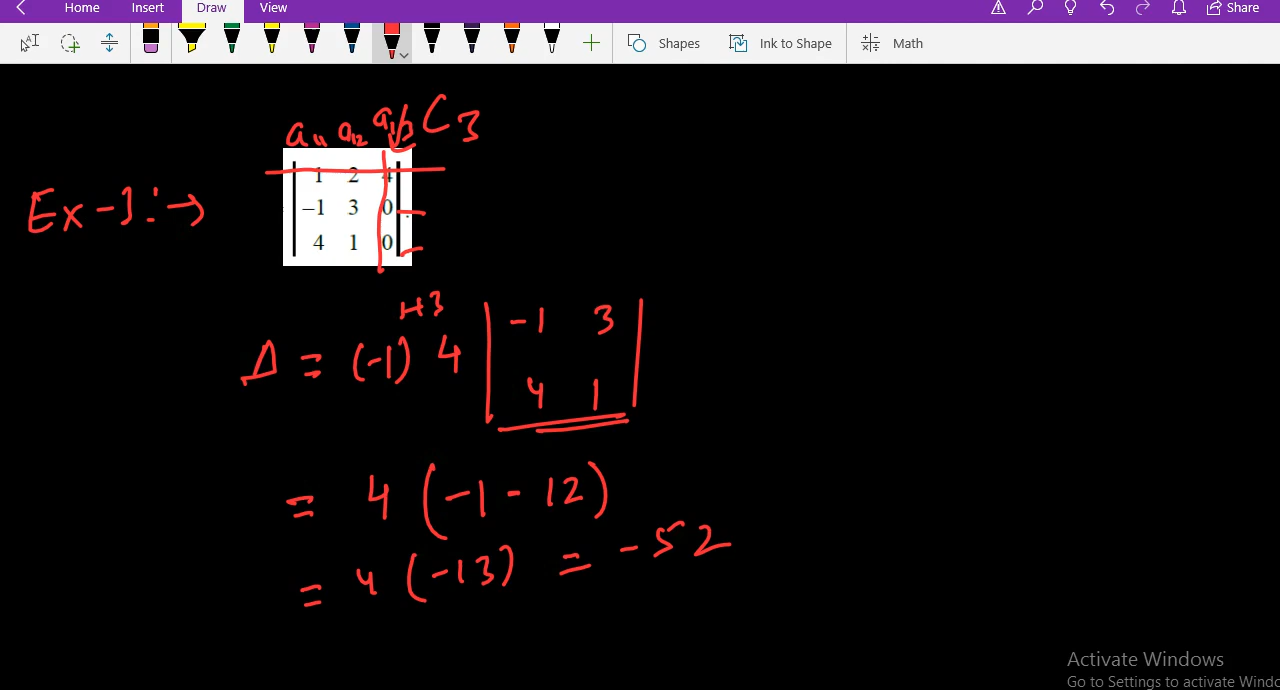 Home Insert Draw View Share
Shapes Ink to Shape Math
a11 a12 a13 C3
Ex-3:→
1 2 4
-1 3 0
4 1 0
Δ = (-1)^1+3 4 | -1 3 |
| 4 1 |
= 4 (-1 - 12)
= 4 (-13) = -52
Activate Windows
Go to Settings to activate Windo